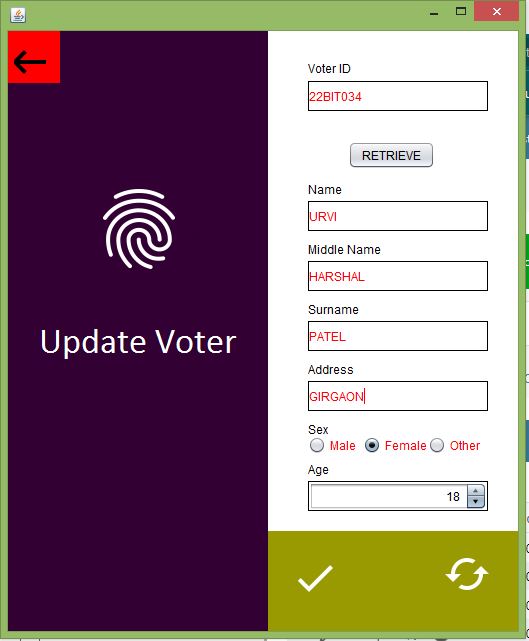 Voter ID
22BIT034
RETRIEVE
Name
URVI
Middle Name
HARSHAL
Update Voter
Surname
PATEL
Address
GIRGAON
Sex
Male Female Other
Age
18